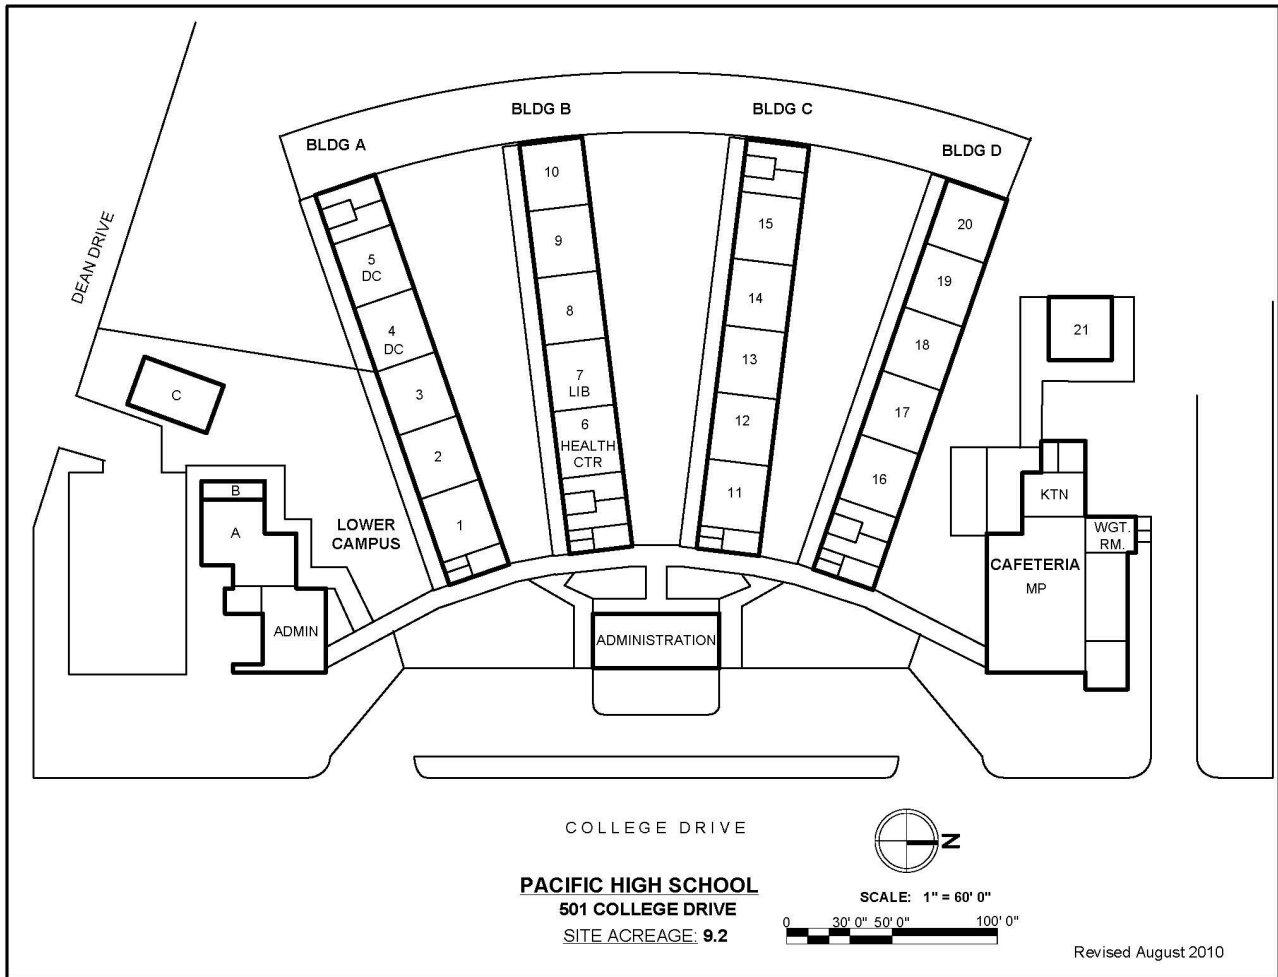 BLDG A
BLDG B
BLDG C
BLDG D
DEAN DRIVE
5
DC
4
DC
3
2
1
10
9
8
7
LIB
6
HEALTH
CTR
15
14
13
12
11
20
19
18
17
16
21
C
B
A
LOWER
CAMPUS
ADMIN
ADMINISTRATION
KTN
WGT.
RM.
CAFETERIA
MP
COLLEGE DRIVE
N
PACIFIC HIGH SCHOOL
501 COLLEGE DRIVE
SITE ACREAGE: 9.2
SCALE: 1" = 60' 0"
0 30' 0" 50' 0" 100' 0"
Revised August 2010